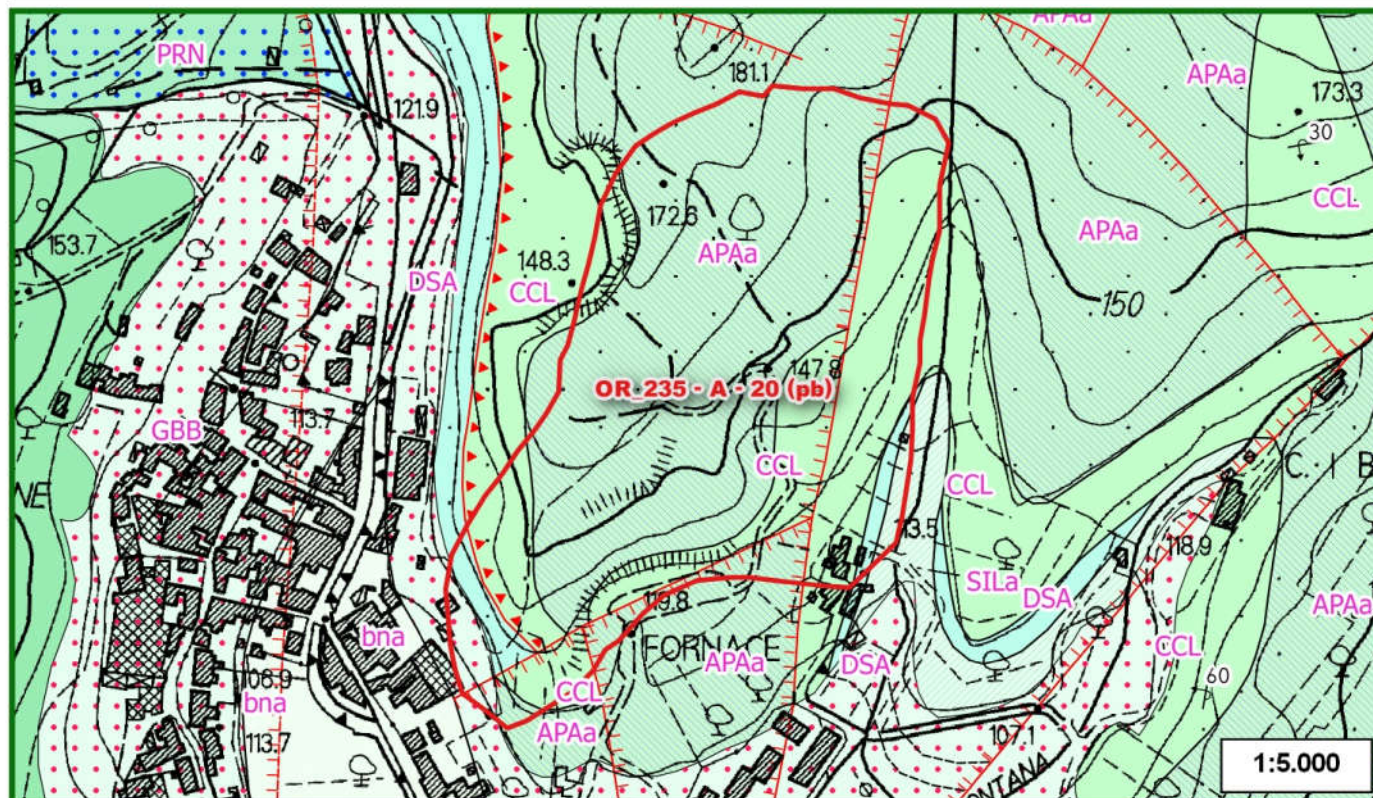 APAa
PRN
181.1
APAa
173.3
121.9
30
CCL
172.6
153.7
APAa
APAa
148.3
DSA
CCL
150
147.8
OR_235 - A - 20 (pb)
113.7
GBB
CCL
C I B
NE
CCL
113.5
118.9
SILa
DSA
119.8
APAa
bna
FORNACE
APAa
DSA
CCL
106.9
CCL
60
bna
APAa
113.7
107.1
ONTANA
1:5.000